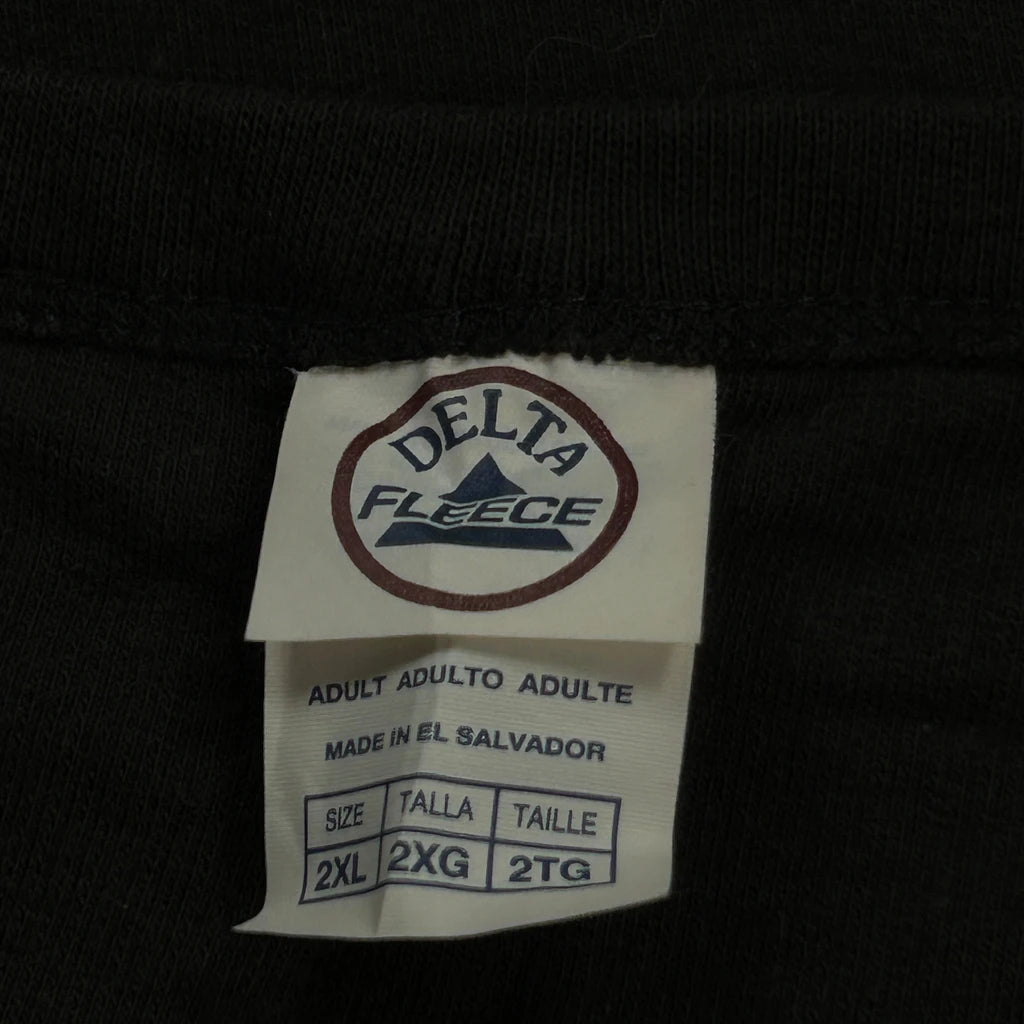 DELTA
FLEECE
ADULT ADULTO ADULTE
MADE IN EL SALVADOR
SIZE TALLA TAILLE
2XL 2XG 2TG